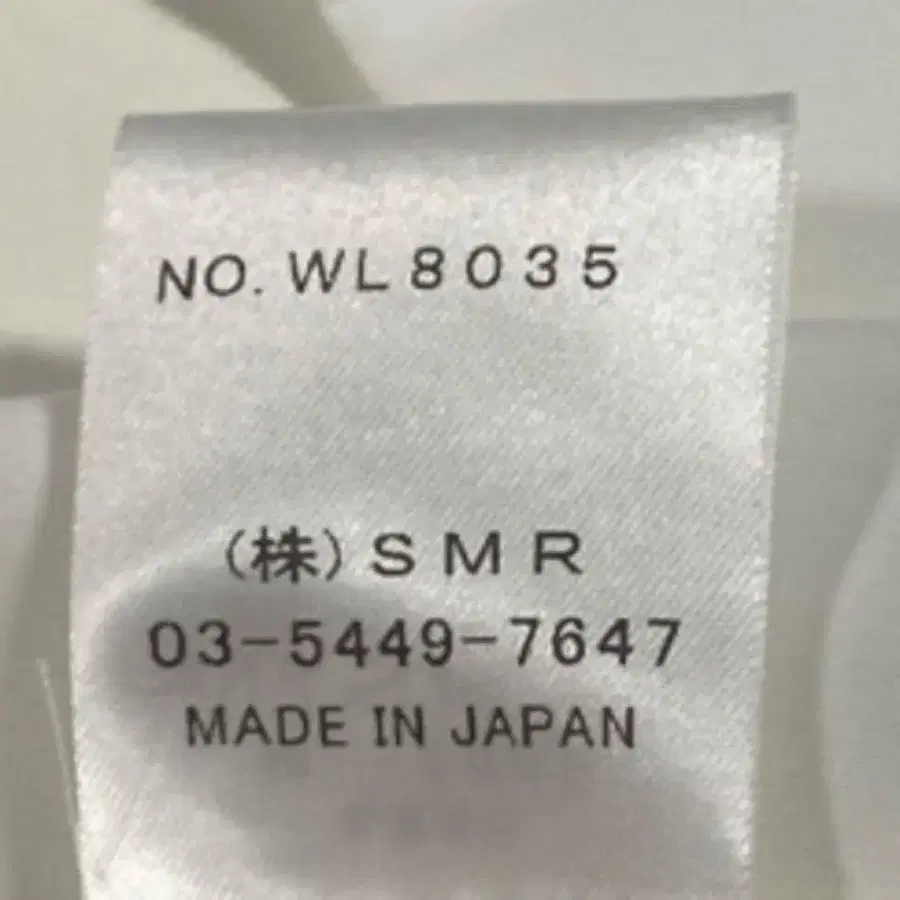 NO. WL8035
(株)SMR
03-5449-7647
MADE IN JAPAN